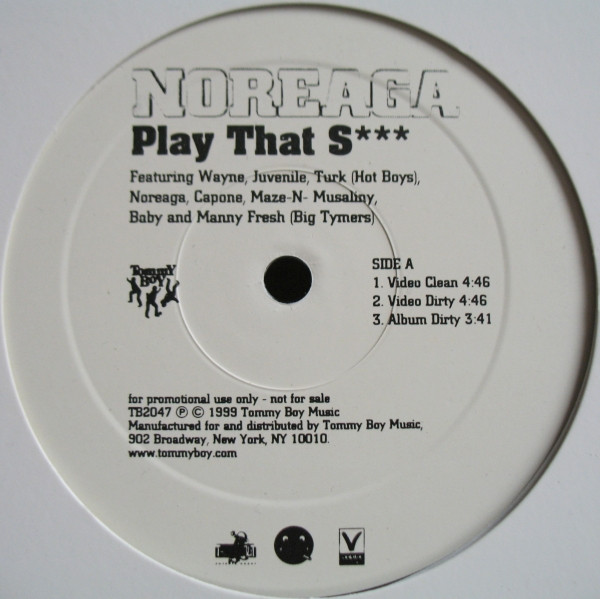 NOREAGA
Play That S***
Featuring Wayne, Juvenile, Turk (Hot Boys),
Noreaga, Capone, Maze-N- Musaliny,
Baby and Manny Fresh (Big Tymers)
Tommy
Boy
SIDE A
1. Video Clean 4:46
2. Video Dirty 4:46
3. Album Dirty 3:41
for promotional use only - not for sale
TB2047 ℗ © 1999 Tommy Boy Music
Manufactured for and distributed by Tommy Boy Music,
902 Broadway, New York, NY 10010.
www.tommyboy.com
V